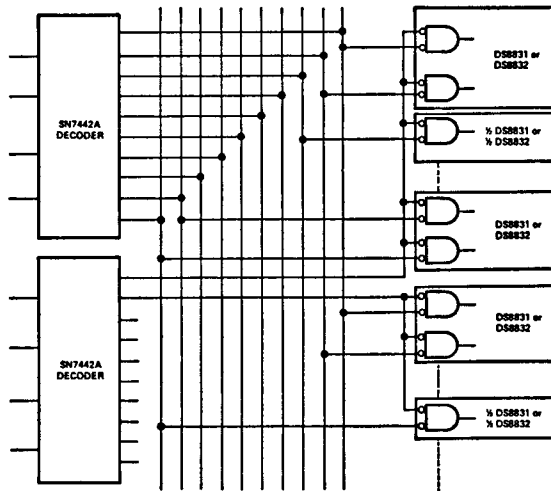 SN7442A
DECODER
DS8831 or
DS8832
½ DS8831 or
½ DS8832
DS8831 or
DS8832
SN7442A
DECODER
DS8831 or
DS8832
½ DS8831 or
½ DS8832